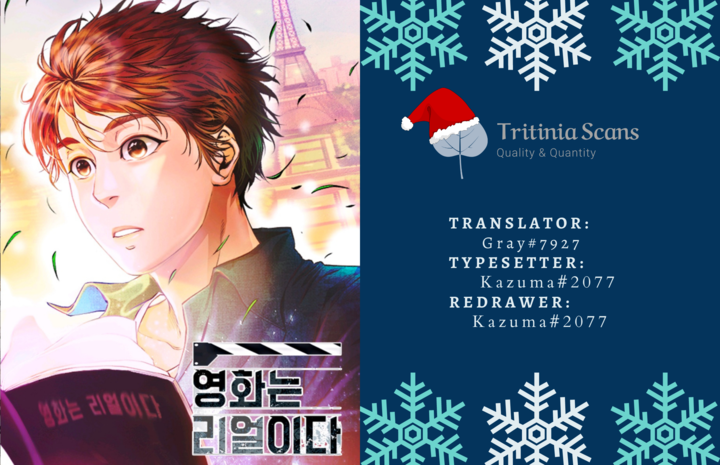 영화는 리얼이다
영화는
리얼이다
Tritinia Scans
Quality & Quantity
TRANSLATOR:
Gray#7927
TYPESETTER:
Kazuma#2077
REDRAWER:
Kazuma#2077